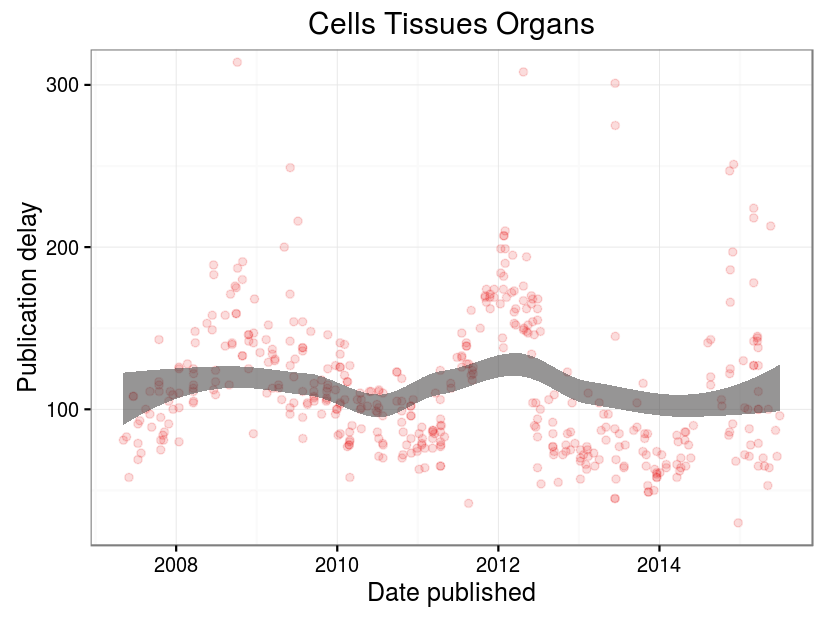 Cells Tissues Organs
300
200
100
Publication delay
2008 2010 2012 2014
Date published